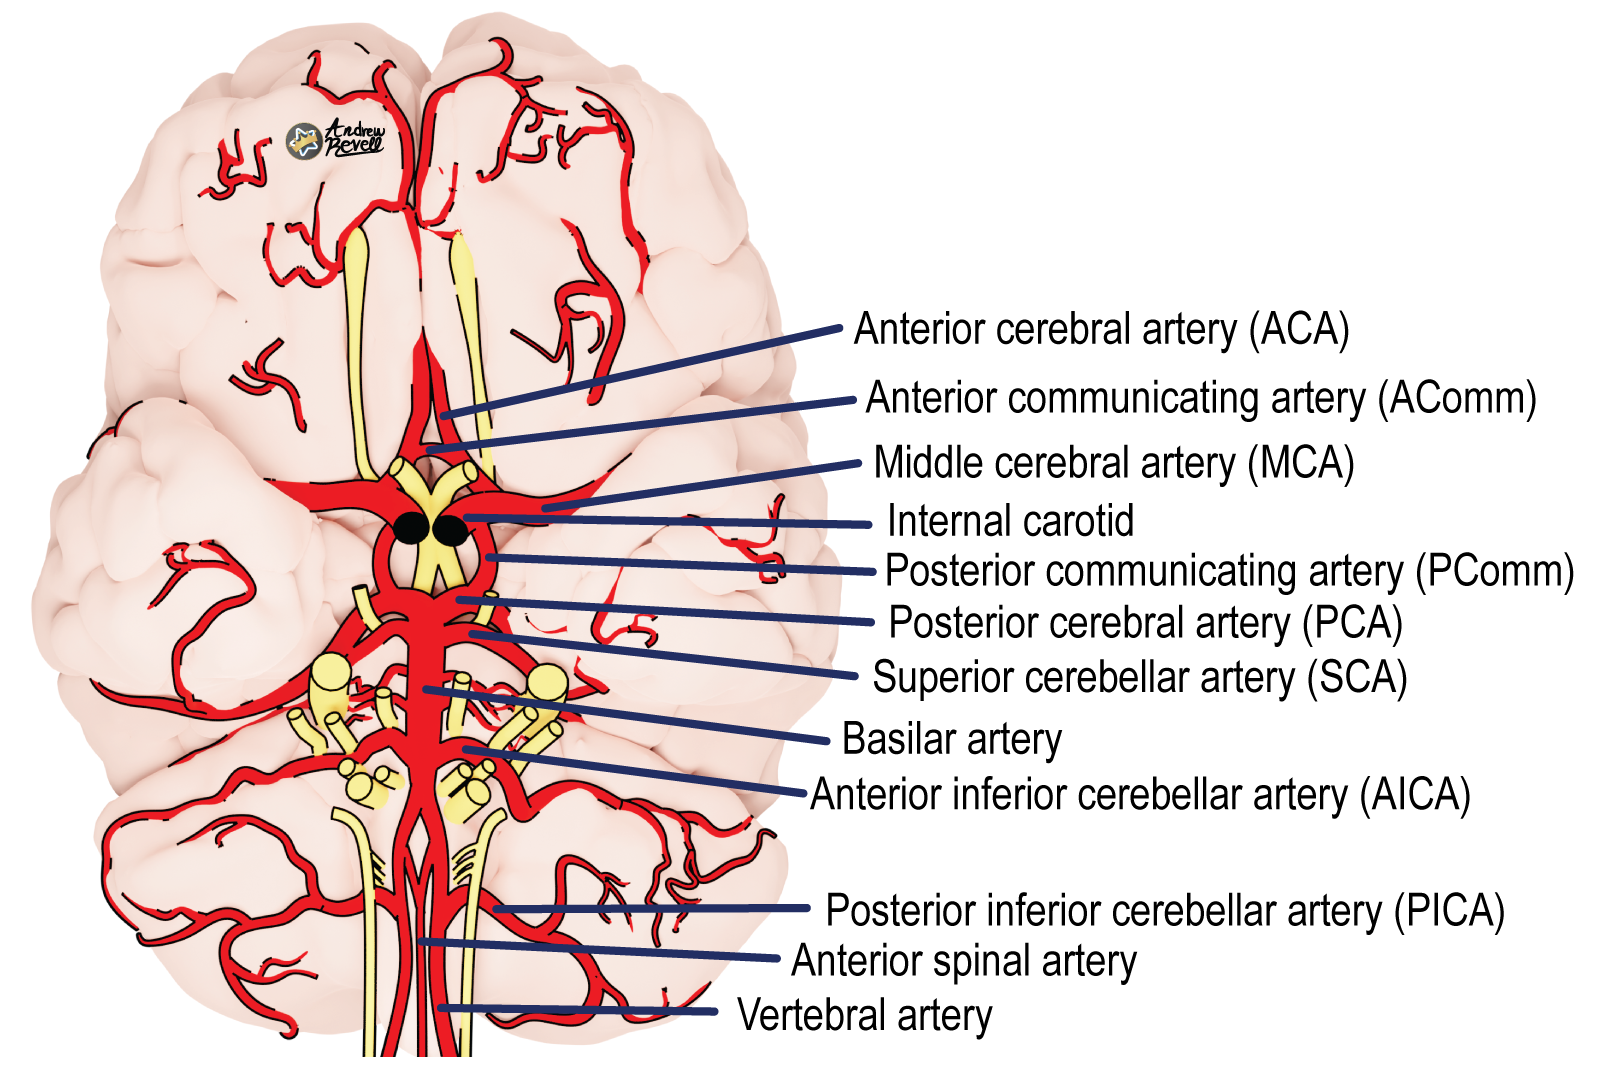 Andrew
Revell
Anterior cerebral artery (ACA)
Anterior communicating artery (AComm)
Middle cerebral artery (MCA)
Internal carotid
Posterior communicating artery (PComm)
Posterior cerebral artery (PCA)
Superior cerebellar artery (SCA)
Basilar artery
Anterior inferior cerebellar artery (AICA)
Posterior inferior cerebellar artery (PICA)
Anterior spinal artery
Vertebral artery